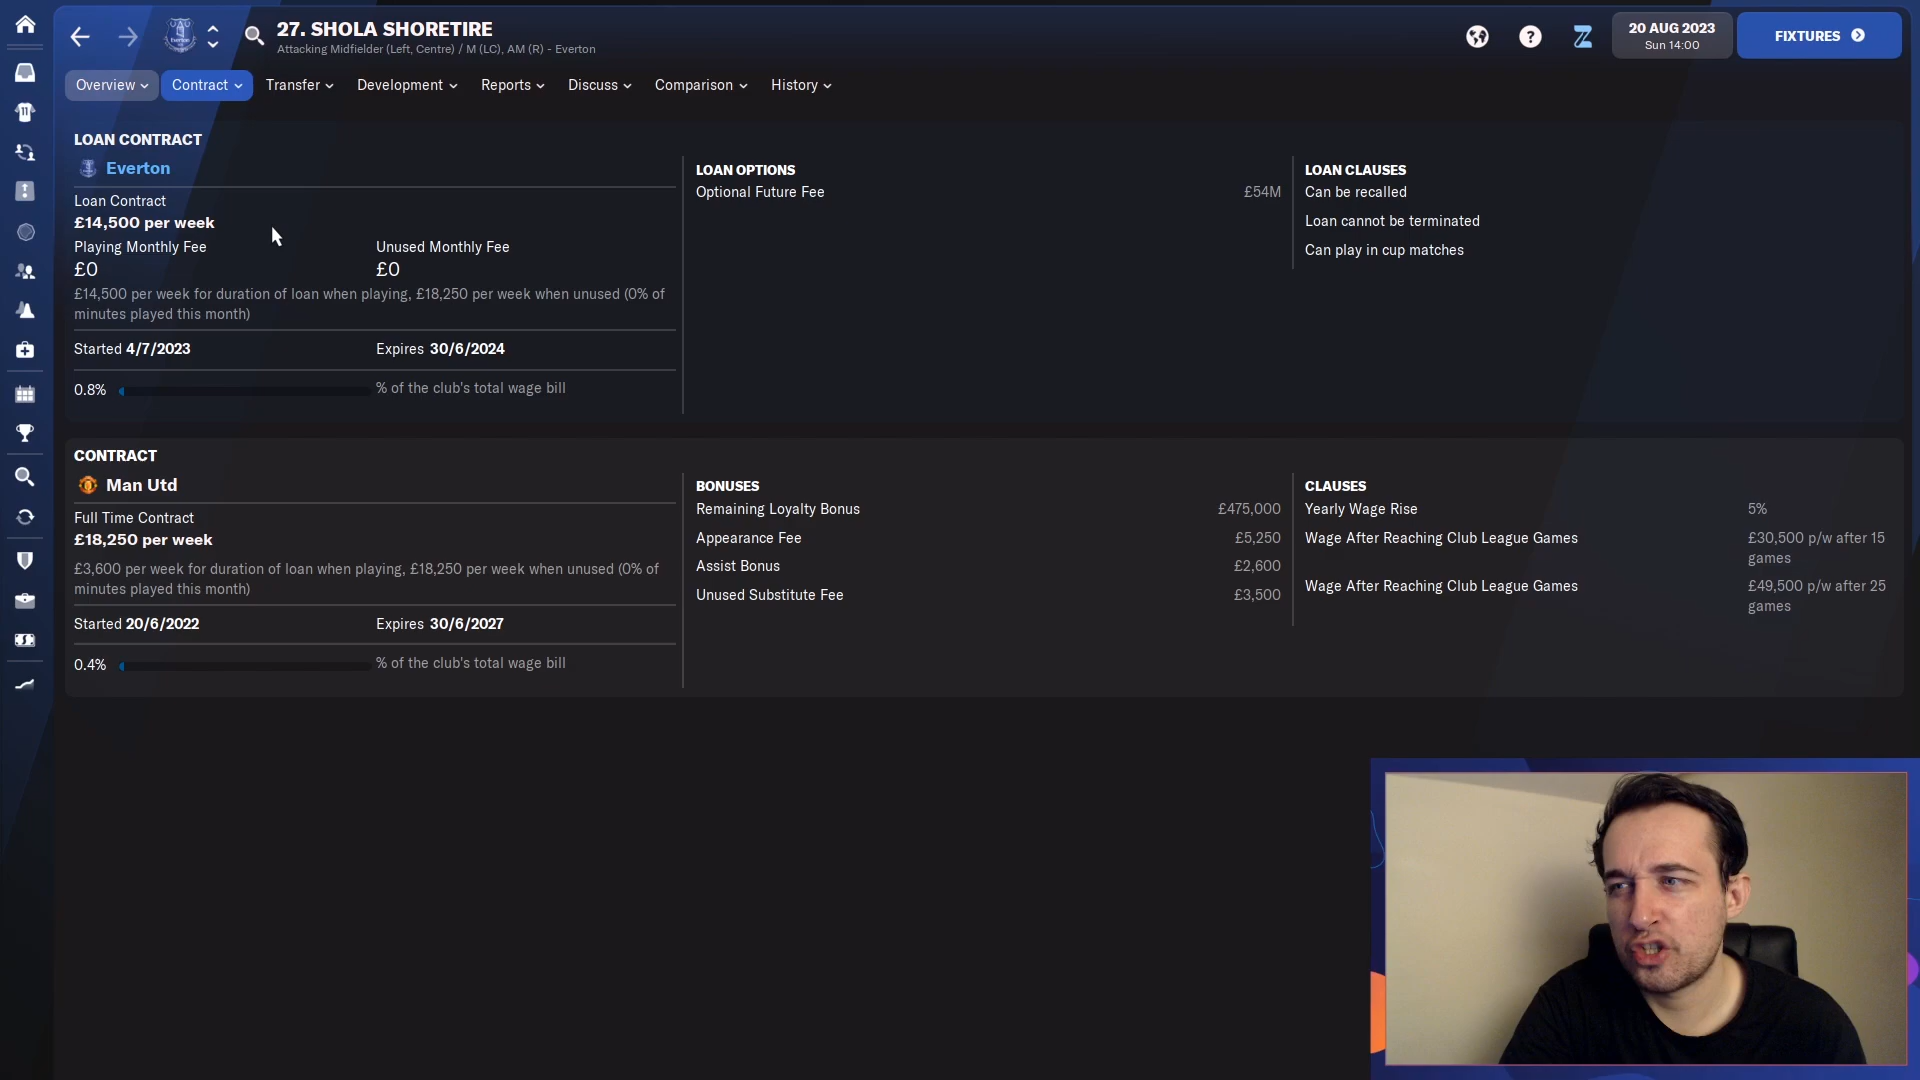 27. SHOLA SHORETIRE
Attacking Midfielder (Left, Centre) / M (LC), AM (R) - Everton
20 AUG 2023
Sun 14:00
FIXTURES
Overview
Contract
Transfer
Development
Reports
Discuss
Comparison
History
LOAN CONTRACT
Everton
Loan Contract
£14,500 per week
Playing Monthly Fee
Unused Monthly Fee
£0
£0
£14,500 per week for duration of loan when playing, £18,250 per week when unused (0% of
minutes played this month)
Started 4/7/2023
Expires 30/6/2024
0.8%
% of the club's total wage bill
LOAN OPTIONS
Optional Future Fee
£54M
LOAN CLAUSES
Can be recalled
Loan cannot be terminated
Can play in cup matches
CONTRACT
Man Utd
Full Time Contract
£18,250 per week
£3,600 per week for duration of loan when playing, £18,250 per week when unused (0% of
minutes played this month)
Started 20/6/2022
Expires 30/6/2027
0.4%
% of the club's total wage bill
BONUSES
Remaining Loyalty Bonus
£475,000
Appearance Fee
£5,250
Assist Bonus
£2,600
Unused Substitute Fee
£3,500
CLAUSES
Yearly Wage Rise
5%
Wage After Reaching Club League Games
£30,500 p/w after 15
games
Wage After Reaching Club League Games
£49,500 p/w after 25
games